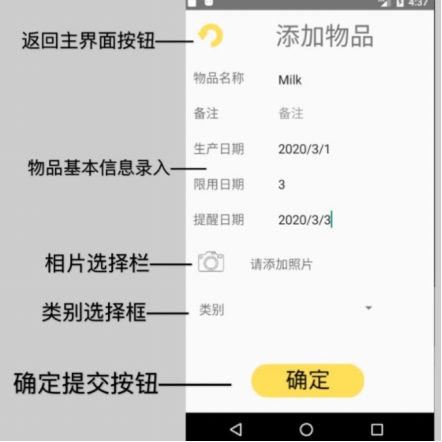 4:37
返回主界面按钮
添加物品
物品名称 Milk
备注 备注
生产日期 2020/3/1
物品基本信息录入
限用日期 3
提醒日期 2020/3/3
相片选择栏
请添加照片
类别选择框
类别
确定提交按钮
确定